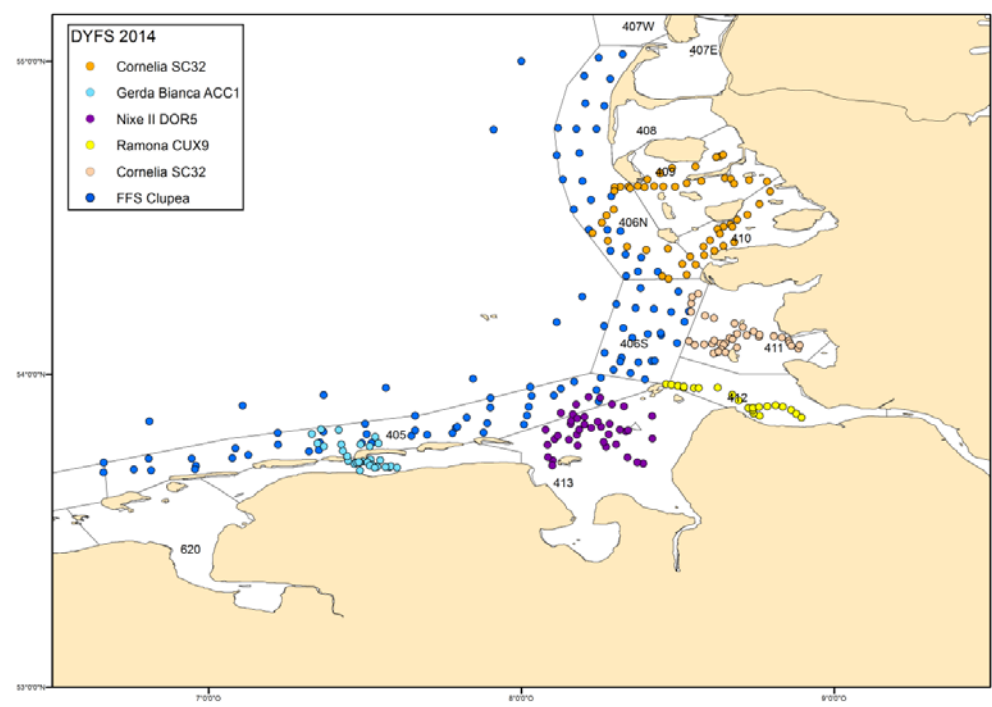 DYFS 2014
Cornelia SC32
Gerda Bianca ACC1
Nixe II DOR5
Ramona CUX9
Cornelia SC32
FFS Clupea
407W
407E
408
409
406N
410
406S
411
412
405
413
620
55°0'0"N
54°0'0"N
53°0'0"N
7°0'0"O
8°0'0"O
9°0'0"O